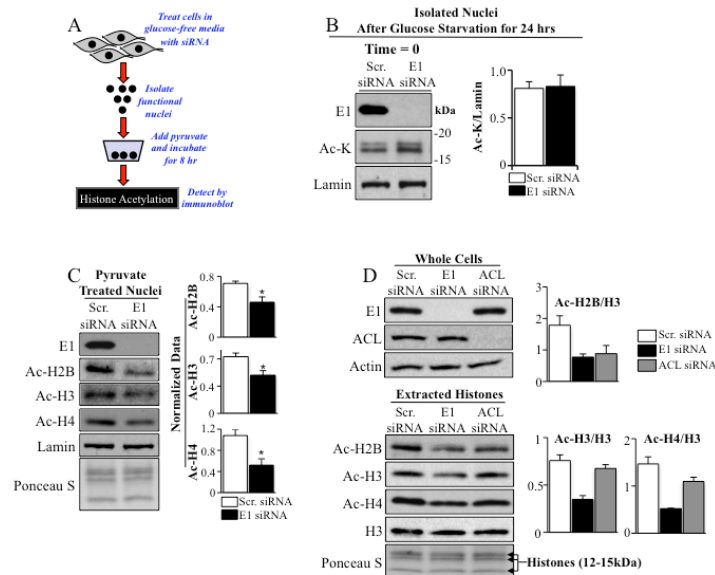 A
Treat cells in
glucose-free media
with siRNA
Isolate
functional
nuclei
Add pyruvate
and incubate
for 8 hr
Histone Acetylation
Detect by
immunoblot
B
Isolated Nuclei
After Glucose Starvation for 24 hrs
Time = 0
Scr. E1
siRNA siRNA
E1
kDa
Ac-K
-20
-15
Lamin
Ac-K/Lamin
1.0
0.5
0
Scr. siRNA
E1 siRNA
C
Pyruvate
Treated Nuclei
Scr. E1
siRNA siRNA
E1
Ac-H2B
Ac-H3
Ac-H4
Lamin
Ponceau S
Normalized Data
Ac-H2B
0.8
0.4
0
*
Ac-H3
0.7
0.4
0
*
Ac-H4
1.2
0.8
0.4
0
*
Scr. siRNA
E1 siRNA
D
Whole Cells
Scr. E1 ACL
siRNA siRNA siRNA
E1
ACL
Actin
Ac-H2B/H3
3
2
1
0
Scr. siRNA
E1 siRNA
ACL siRNA
Extracted Histones
Scr. E1 ACL
siRNA siRNA siRNA
Ac-H2B
Ac-H3
Ac-H4
H3
Ponceau S
Histones (12-15kDa)
Ac-H3/H3
1
0.5
0
Ac-H4/H3
2
1
0